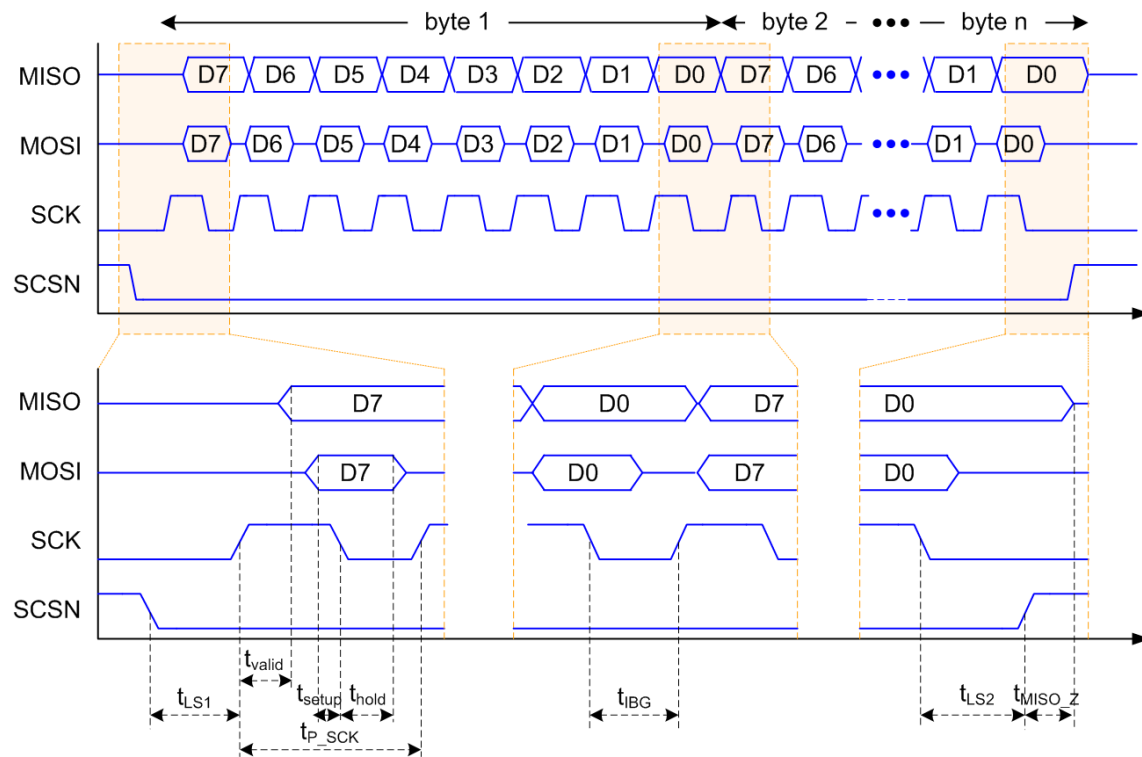 byte 1 byte 2 byte n
MISO D7 D6 D5 D4 D3 D2 D1 D0 D7 D6 D1 D0
MOSI D7 D6 D5 D4 D3 D2 D1 D0 D7 D6 D1 D0
SCK
SCSN
MISO D7 D0 D7 D0
MOSI D7 D0 D7 D0
SCK
SCSN
tvalid
tLS1 tsetup thold tIBG tLS2 tMISO_Z
tP_SCK